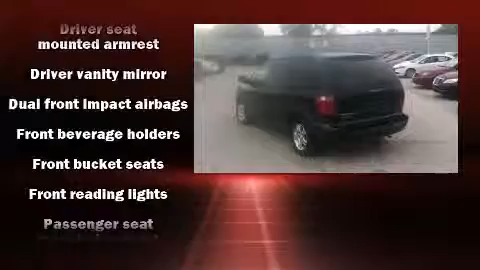 Driver seat
mounted armrest
Driver vanity mirror
Dual front impact airbags
Front beverage holders
Front bucket seats
Front reading lights
Passenger seat